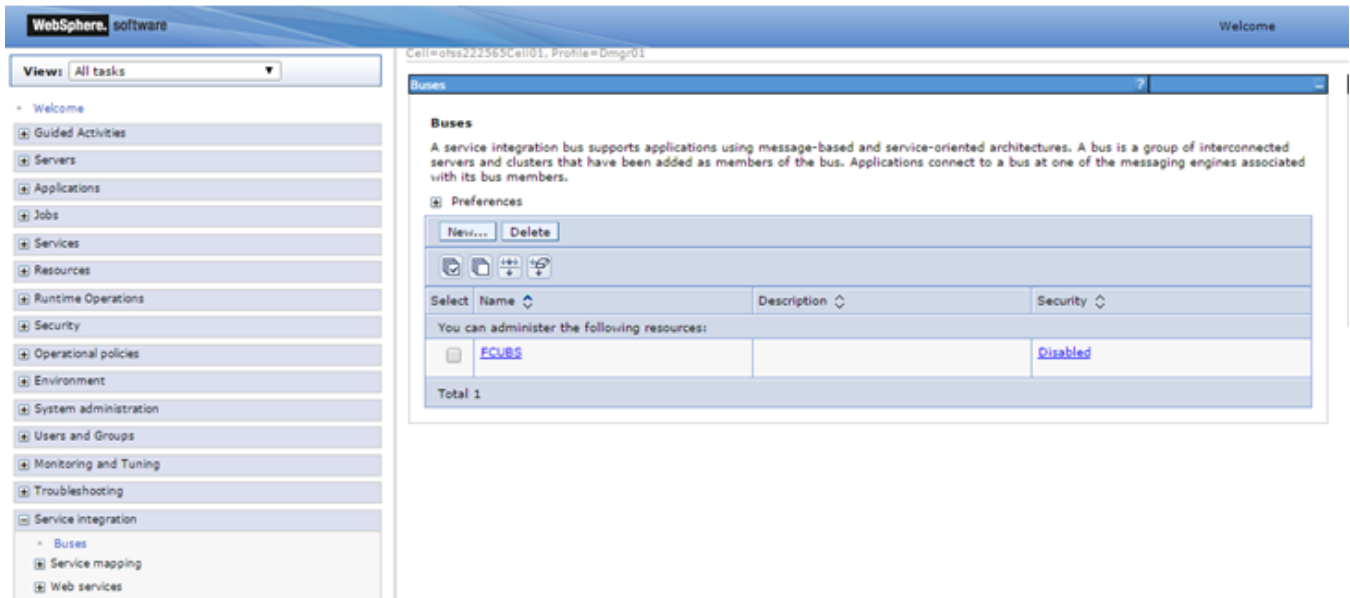 WebSphere. software
Welcome
View: All tasks
Cell=ofss222565Cell01, Profile=Dmgr01
Welcome
Guided Activities
Servers
Applications
Jobs
Services
Resources
Runtime Operations
Security
Operational policies
Environment
System administration
Users and Groups
Monitoring and Tuning
Troubleshooting
Service integration
Buses
Service mapping
Web services
Buses
?
Buses
A service integration bus supports applications using message-based and service-oriented architectures. A bus is a group of interconnected
servers and clusters that have been added as members of the bus. Applications connect to a bus at one of the messaging engines associated
with its bus members.
Preferences
New... Delete
Select Name Description Security
You can administer the following resources:
FCUBS Disabled
Total 1